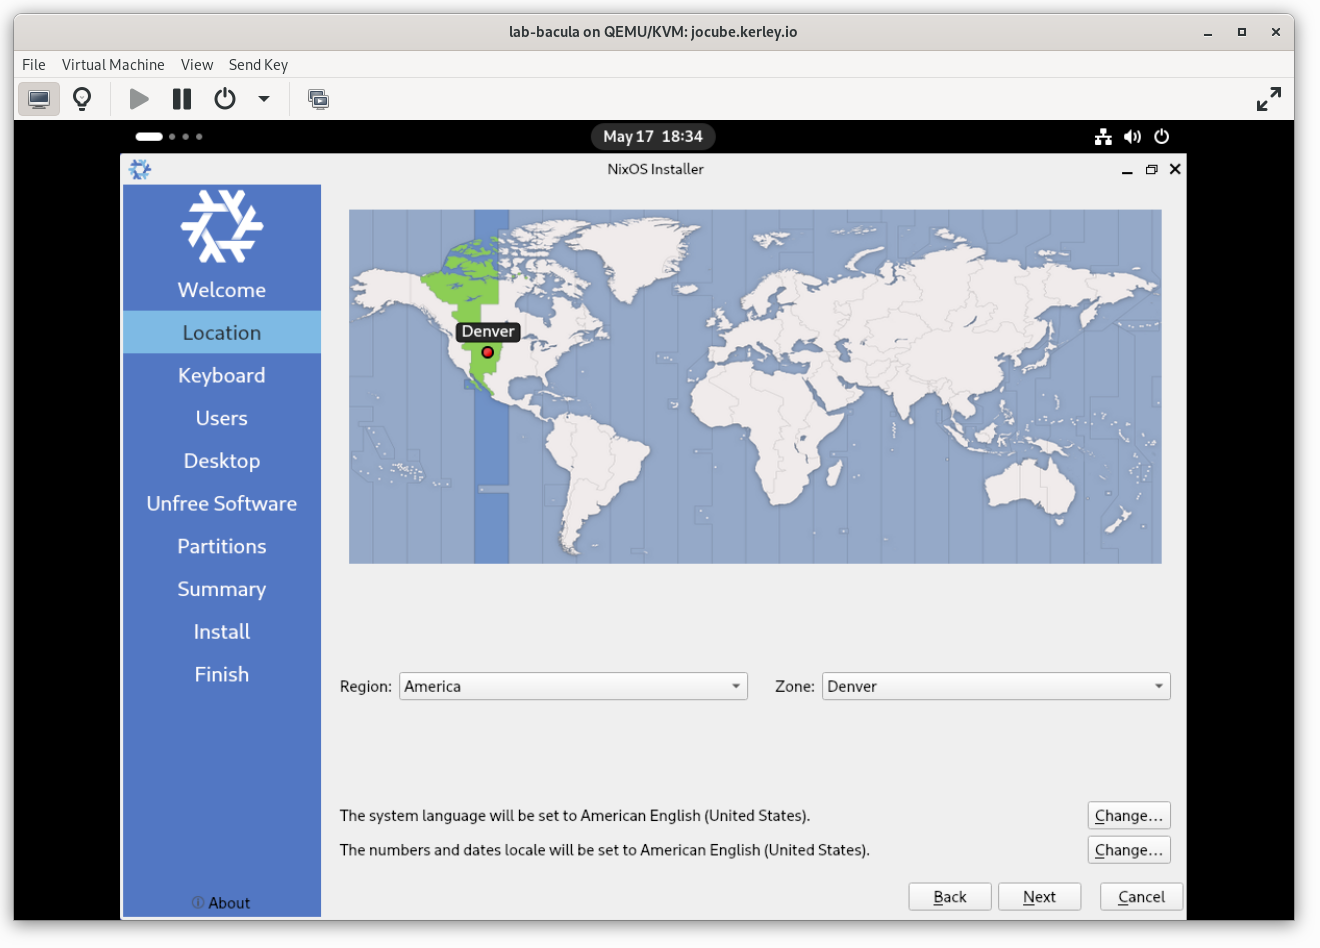 lab-bacula on QEMU/KVM: jocube.kerley.io
File Virtual Machine View Send Key
May 17 18:34
NixOS Installer
Welcome
Location
Keyboard
Users
Desktop
Unfree Software
Partitions
Summary
Install
Finish
About
Denver
Region: America Zone: Denver
The system language will be set to American English (United States). Change...
The numbers and dates locale will be set to American English (United States). Change...
Back Next Cancel